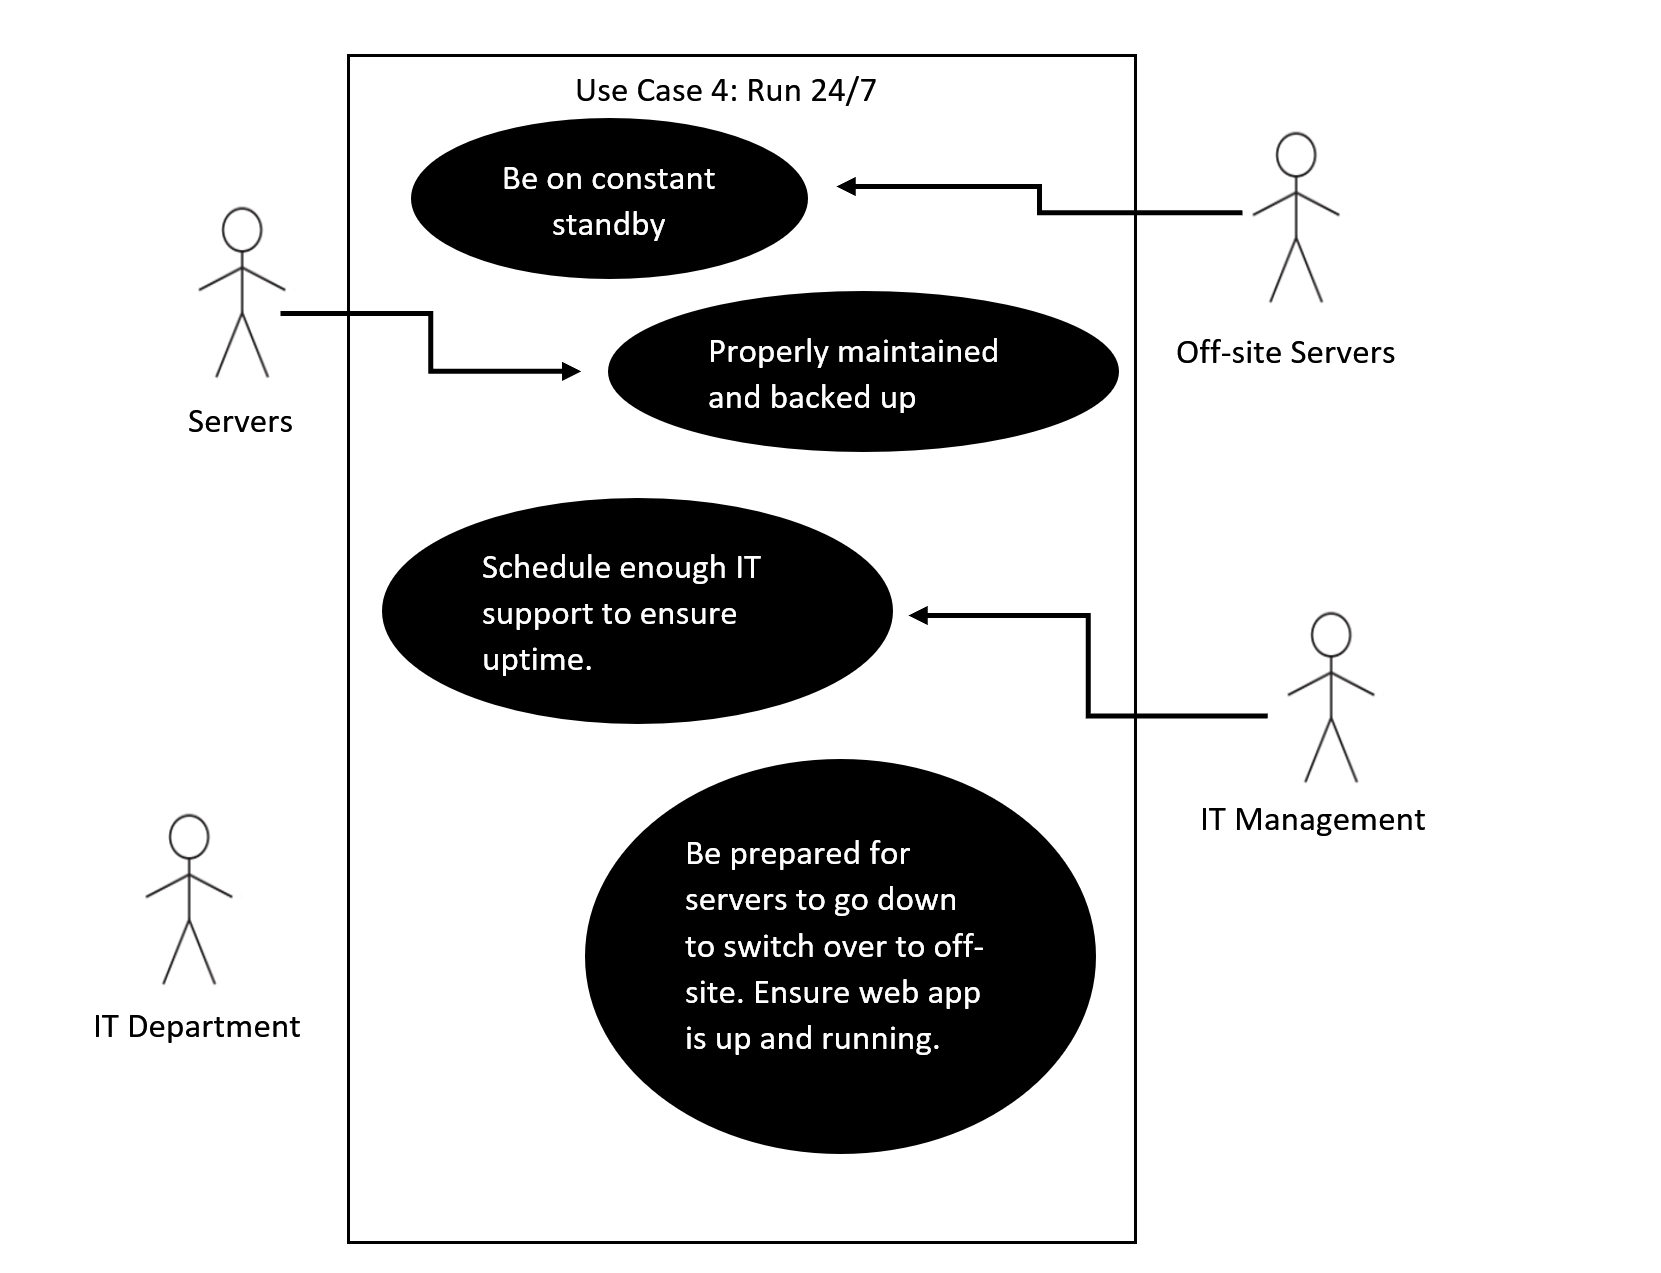 Use Case 4: Run 24/7
Be on constant
standby
Properly maintained
and backed up
Off-site Servers
Servers
Schedule enough IT
support to ensure
uptime.
IT Management
Be prepared for
servers to go down
to switch over to off-
site. Ensure web app
is up and running.
IT Department